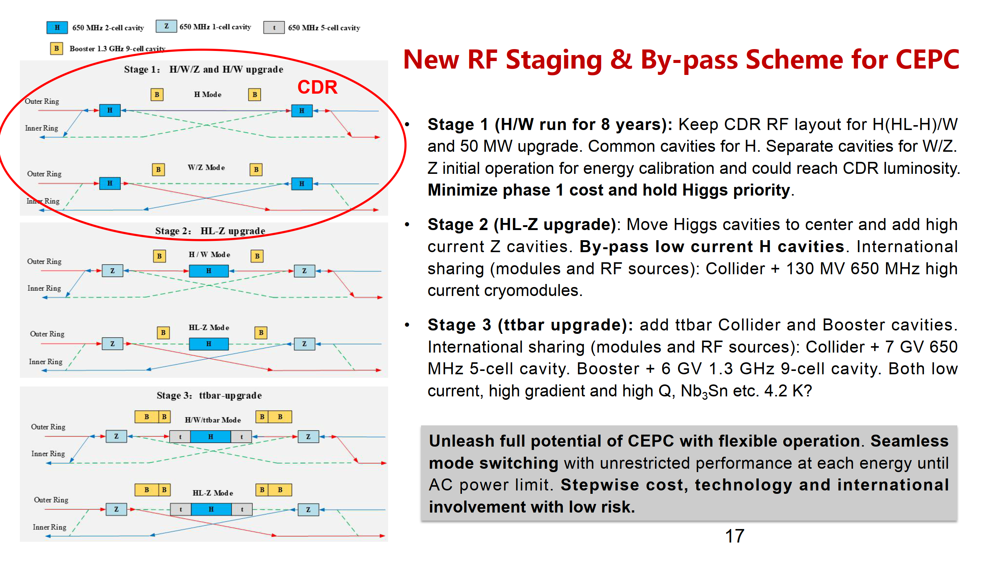 H 650 MHz 2-cell cavity Z 650 MHz 1-cell cavity t 650 MHz 5-cell cavity
B Booster 1.3 GHz 9-cell cavity
Stage 1: H/W/Z and H/W upgrade
CDR
B H Mode B
Outer Ring
H H
Inner Ring
B W/Z Mode B
Outer Ring
H H
Inner Ring
Stage 2: HL-Z upgrade
B H / W Mode B
Outer Ring
Z H Z
Inner Ring
B HL-Z Mode B
Outer Ring
Z H Z
Inner Ring
Stage 3: ttbar-upgrade
B B H/W/ttbar Mode B B
Outer Ring
Z t H t Z
Inner Ring
B B HL-Z Mode B B
Outer Ring
Z t H t Z
Inner Ring
New RF Staging & By-pass Scheme for CEPC
• Stage 1 (H/W run for 8 years): Keep CDR RF layout for H(HL-H)/W
and 50 MW upgrade. Common cavities for H. Separate cavities for W/Z.
Z initial operation for energy calibration and could reach CDR luminosity.
Minimize phase 1 cost and hold Higgs priority.
• Stage 2 (HL-Z upgrade): Move Higgs cavities to center and add high
current Z cavities. By-pass low current H cavities. International
sharing (modules and RF sources): Collider + 130 MV 650 MHz high
current cryomodules.
• Stage 3 (ttbar upgrade): add ttbar Collider and Booster cavities.
International sharing (modules and RF sources): Collider + 7 GV 650
MHz 5-cell cavity. Booster + 6 GV 1.3 GHz 9-cell cavity. Both low
current, high gradient and high Q, Nb₃Sn etc. 4.2 K?
Unleash full potential of CEPC with flexible operation. Seamless
mode switching with unrestricted performance at each energy until
AC power limit. Stepwise cost, technology and international
involvement with low risk.
17